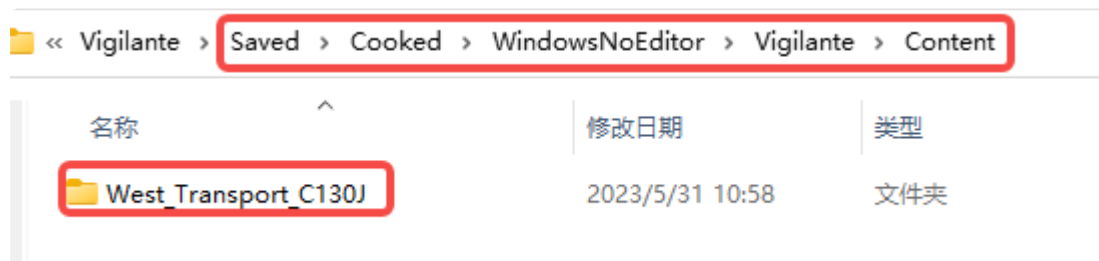 « Vigilante > Saved > Cooked > WindowsNoEditor > Vigilante > Content
名称 修改日期 类型
West_Transport_C130J 2023/5/31 10:58 文件夹